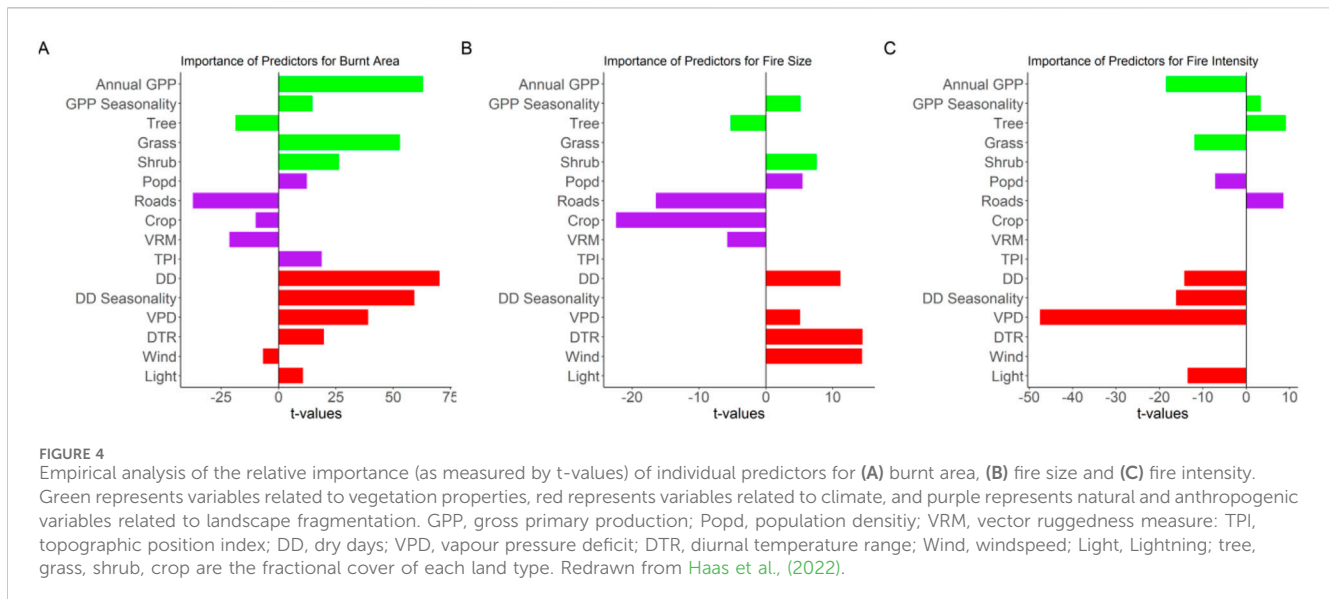 A
Importance of Predictors for Burnt Area
Annual GPP
GPP Seasonality
Tree
Grass
Shrub
Popd
Roads
Crop
VRM
TPI
DD
DD Seasonality
VPD
DTR
Wind
Light
-25 0 25 50 75
t-values
B
Importance of Predictors for Fire Size
Annual GPP
GPP Seasonality
Tree
Grass
Shrub
Popd
Roads
Crop
VRM
TPI
DD
DD Seasonality
VPD
DTR
Wind
Light
-20 -10 0 10
t-values
C
Importance of Predictors for Fire Intensity
Annual GPP
GPP Seasonality
Tree
Grass
Shrub
Popd
Roads
Crop
VRM
TPI
DD
DD Seasonality
VPD
DTR
Wind
Light
-50 -40 -30 -20 -10 0 10
t-values
FIGURE 4
Empirical analysis of the relative importance (as measured by t-values) of individual predictors for (A) burnt area, (B) fire size and (C) fire intensity.
Green represents variables related to vegetation properties, red represents variables related to climate, and purple represents natural and anthropogenic
variables related to landscape fragmentation. GPP, gross primary production; Popd, population densitiy; VRM, vector ruggedness measure: TPI,
topographic position index; DD, dry days; VPD, vapour pressure deficit; DTR, diurnal temperature range; Wind, windspeed; Light, Lightning; tree,
grass, shrub, crop are the fractional cover of each land type. Redrawn from Haas et al., (2022).